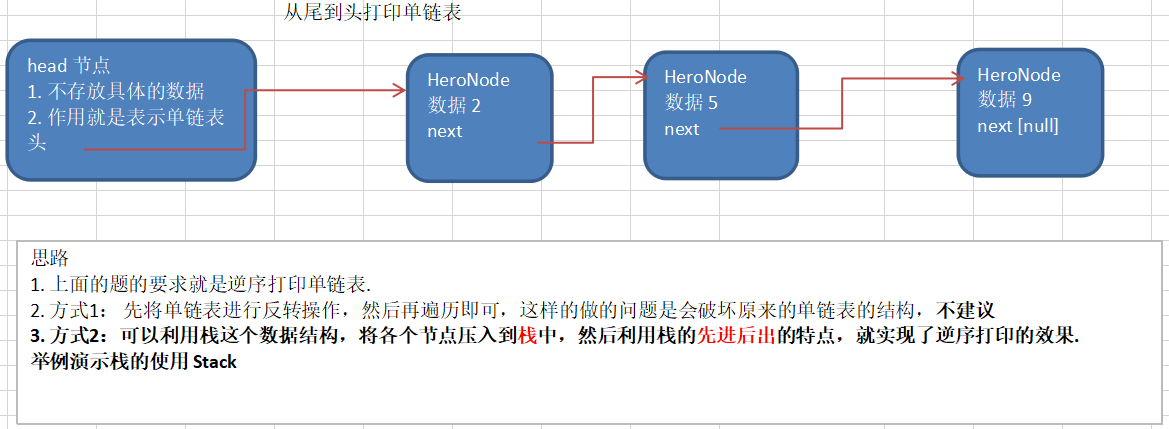 从尾到头打印单链表
head 节点
1. 不存放具体的数据
2. 作用就是表示单链表
头
HeroNode
数据 2
next
HeroNode
数据 5
next
HeroNode
数据 9
next [null]
思路
1. 上面的题的要求就是逆序打印单链表.
2. 方式1： 先将单链表进行反转操作，然后再遍历即可，这样的做的问题是会破坏原来的单链表的结构，不建议
3. 方式2：可以利用栈这个数据结构，将各个节点压入到栈中，然后利用栈的先进后出的特点，就实现了逆序打印的效果.
举例演示栈的使用 Stack